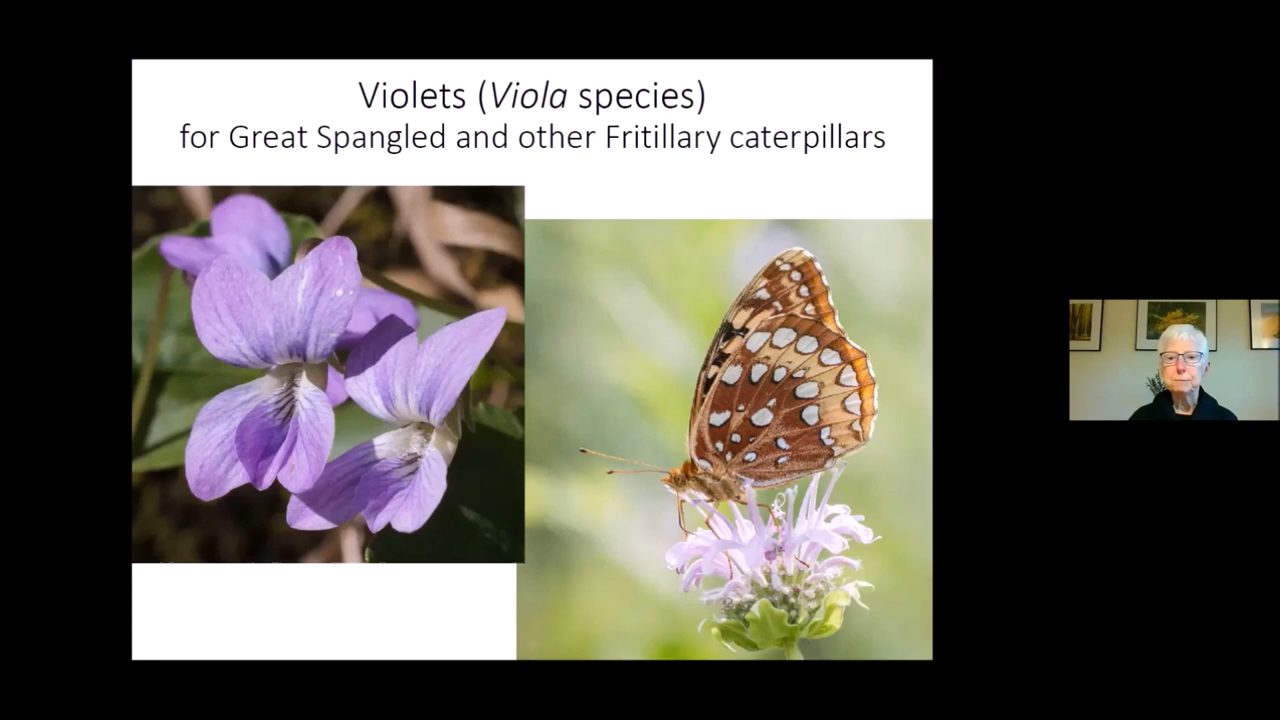 Violets (Viola species)
for Great Spangled and other Fritillary caterpillars